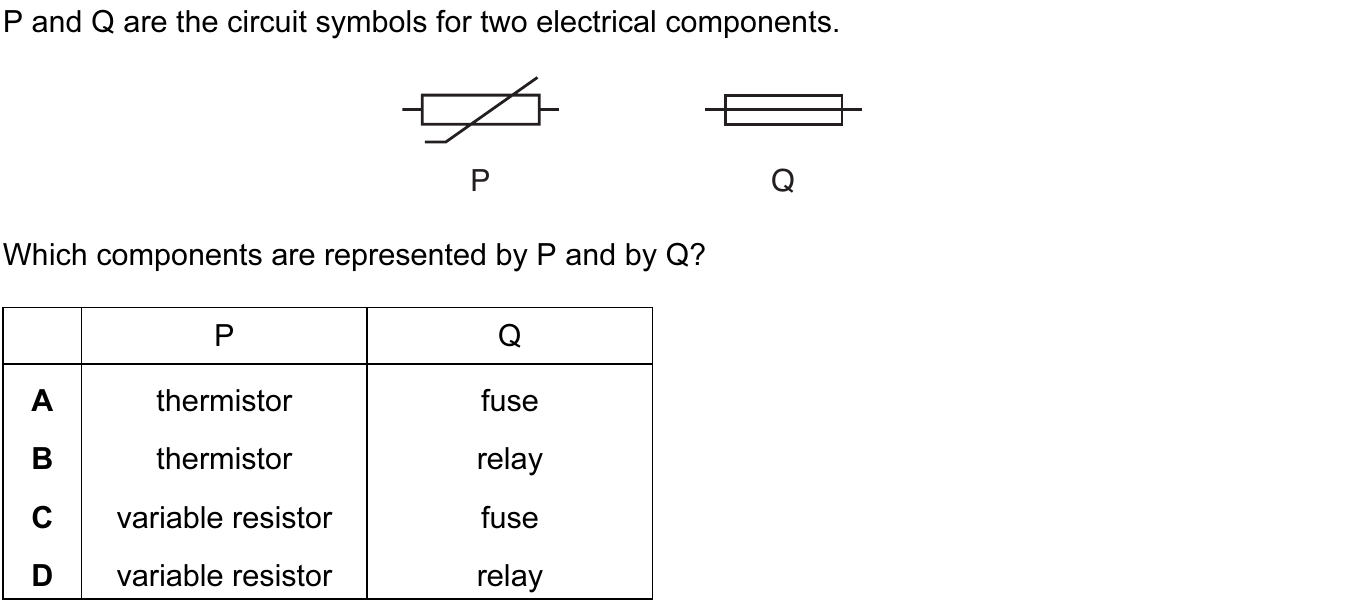 P and Q are the circuit symbols for two electrical components.
P Q
Which components are represented by P and by Q?
P Q
A thermistor fuse
B thermistor relay
C variable resistor fuse
D variable resistor relay